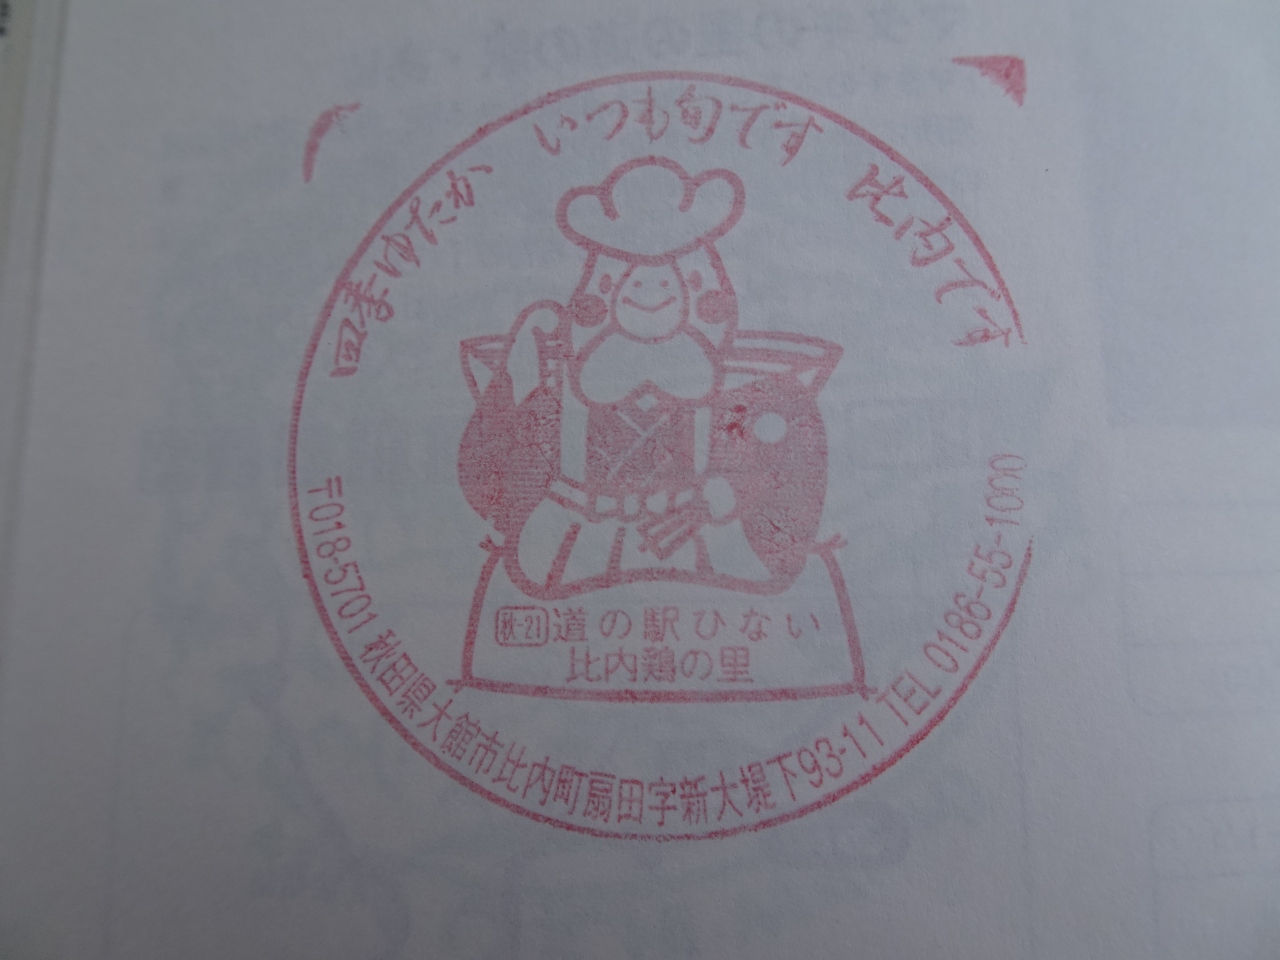 四季ゆたか いつも旬です 比内です
秋-21 道の駅ひない
比内鶏の里
〒018-5701 秋田県大館市比内町扇田字新大堤下93-11 TEL 0186-55-1000